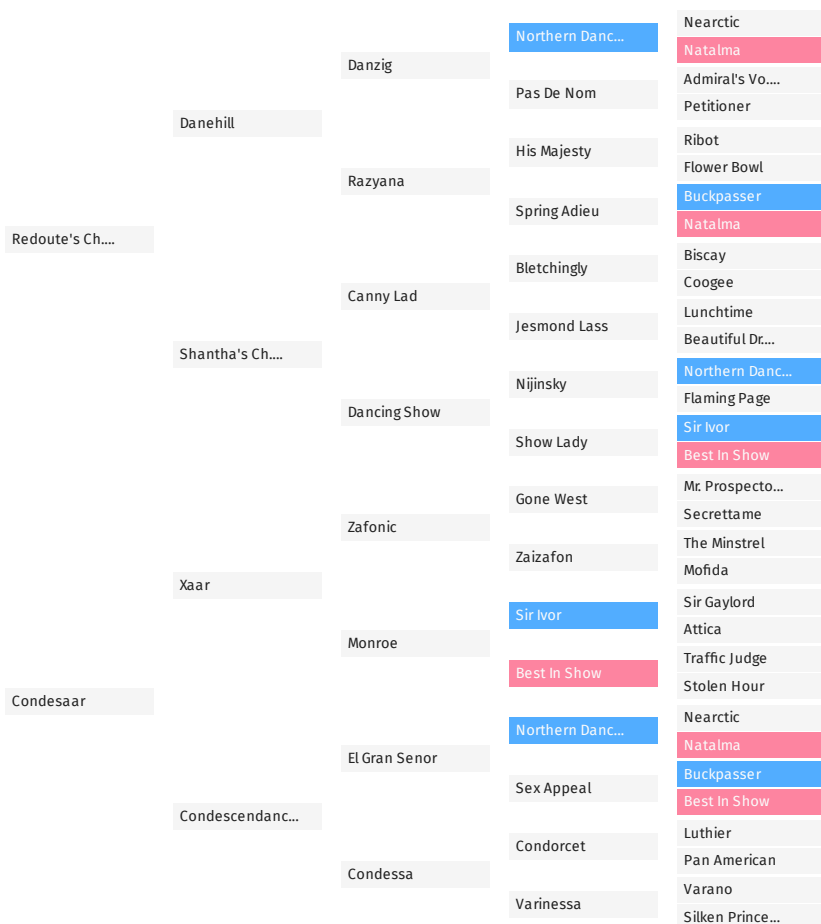 Redoute's Ch....
Condesaar
Danehill
Shantha's Ch....
Xaar
Condescendanc...
Danzig
Razyana
Canny Lad
Dancing Show
Zafonic
Monroe
El Gran Senor
Condessa
Northern Danc...
Pas De Nom
His Majesty
Spring Adieu
Bletchingly
Jesmond Lass
Nijinsky
Show Lady
Gone West
Zaizafon
Sir Ivor
Best In Show
Northern Danc...
Sex Appeal
Condorcet
Varinessa
Nearctic
Natalma
Admiral's Vo....
Petitioner
Ribot
Flower Bowl
Buckpasser
Natalma
Biscay
Coogee
Lunchtime
Beautiful Dr....
Northern Danc...
Flaming Page
Sir Ivor
Best In Show
Mr. Prospecto...
Secrettame
The Minstrel
Mofida
Sir Gaylord
Attica
Traffic Judge
Stolen Hour
Nearctic
Natalma
Buckpasser
Best In Show
Luthier
Pan American
Varano
Silken Prince...